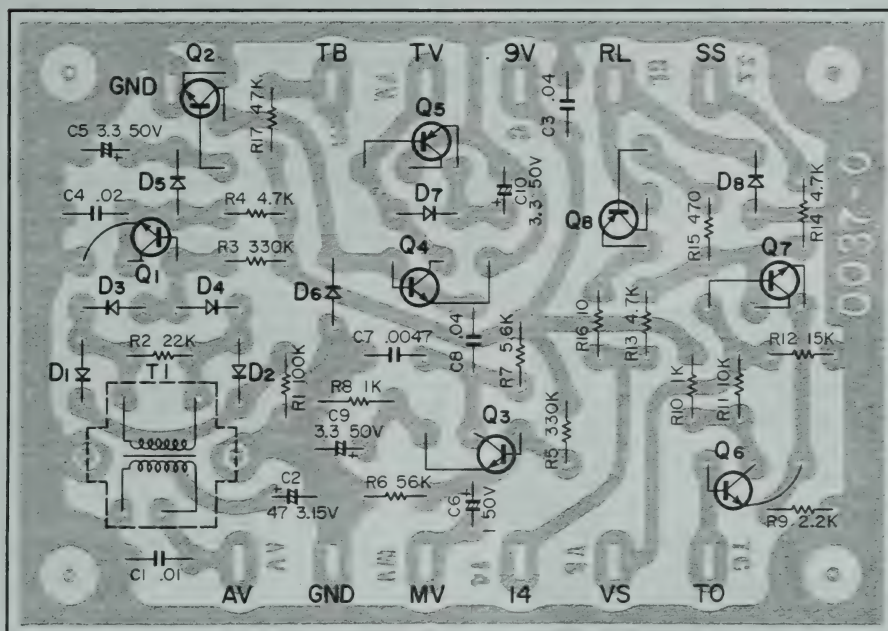 Q2 TB TV 9V RL SS
GND
C5 3.3 50V
R17 47K
Q5
C3 .04
D5
D7
C10 3.3 50V
D8
C4 .02
R4 4.7K
Q8
R15 470
R14 4.7K
Q1
R3 330K
Q4
Q7
0037-0
D3 D4
D6
R2 22K
C7 .0047
C8 .04
R7 5.6K
R16 10
R13 4.7K
R12 15K
D1
T1
D2
R1 100K
R8 1K
R10 1K
R11 10K
C9
3.3 50V
Q3
R5 330K
Q6
C2
47 3.15V
R6 56K
C6 1 50V
R9 2.2K
C1 .01
AV GND MV 14 VS TO